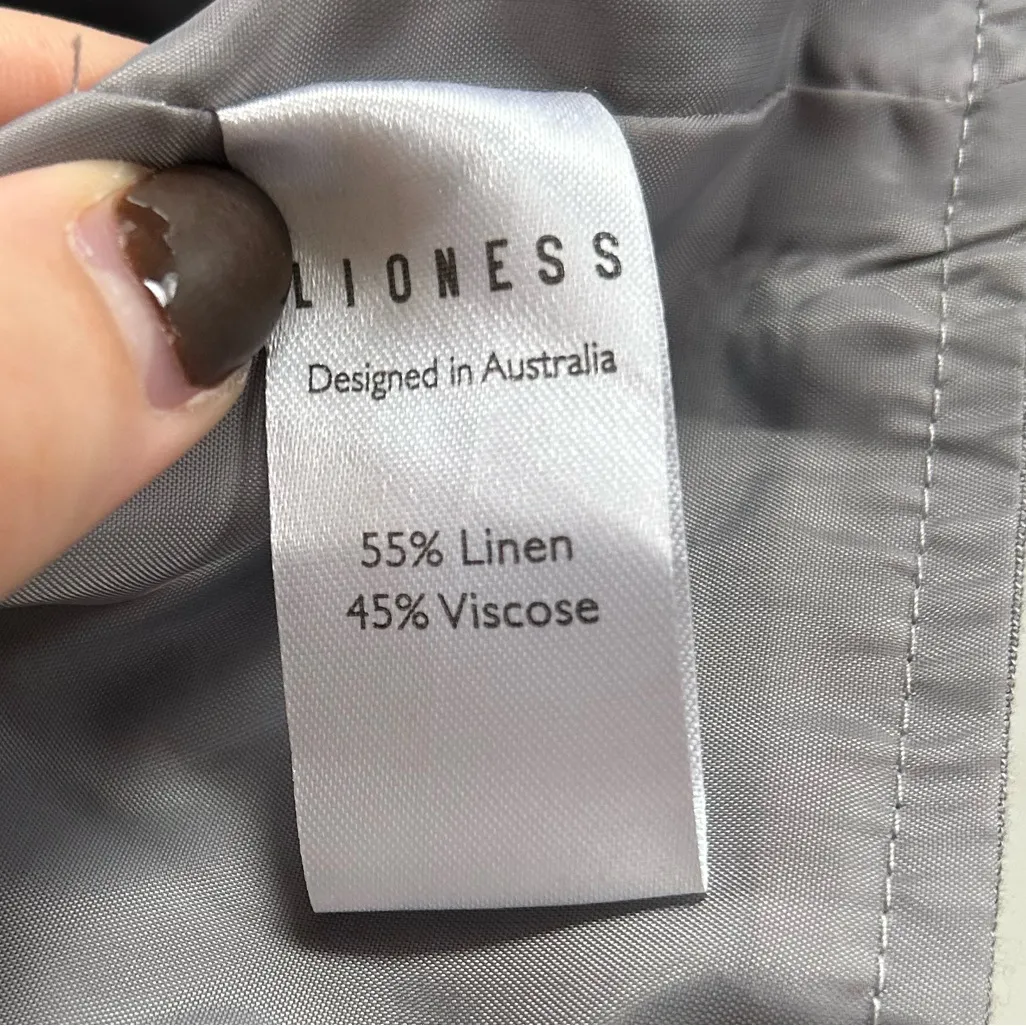 LIONESS
Designed in Australia
55% Linen
45% Viscose